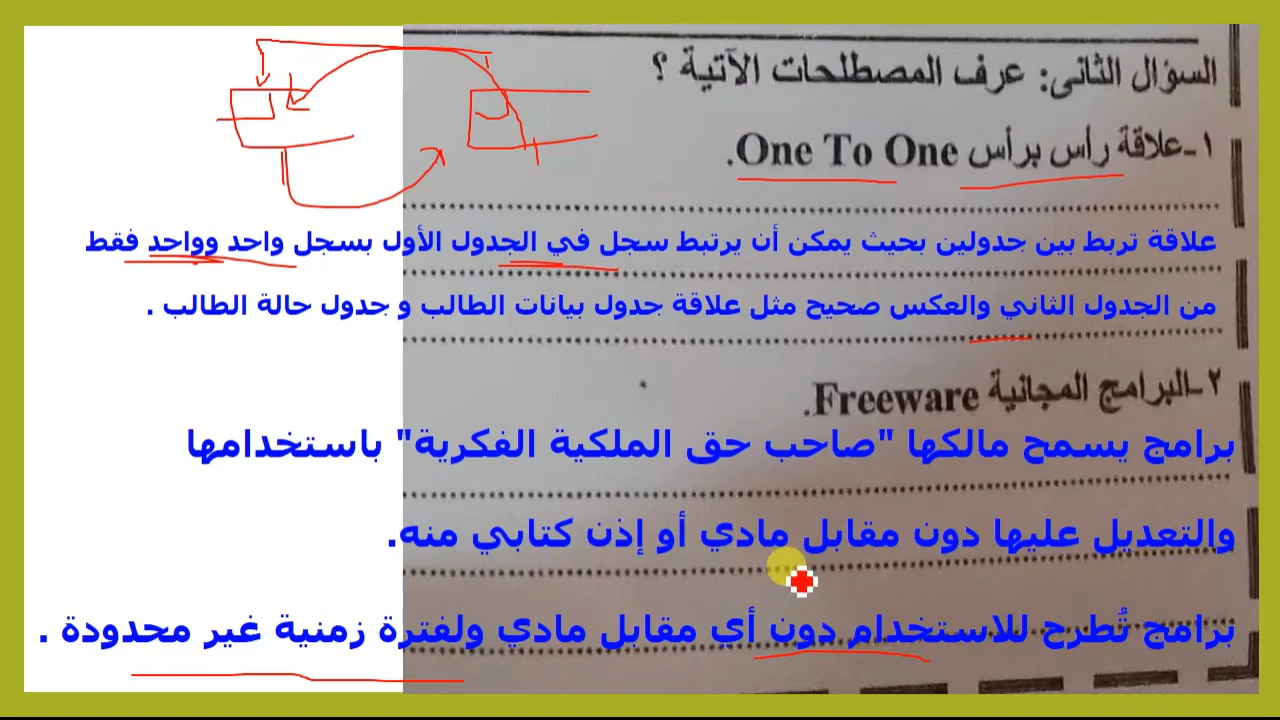 السؤال الثانى: عرف المصطلحات الآتية ؟
١-علاقة رأس برأس One To One.
علاقة تربط بين جدولين بحيث يمكن أن يرتبط سجل في الجدول الأول بسجل واحد وواحد فقط
من الجدول الثاني والعكس صحيح مثل علاقة جدول بيانات الطالب و جدول حالة الطالب .
٢-البرامج المجانية Freeware.
برامج يسمح مالكها "صاحب حق الملكية الفكرية" باستخدامها
والتعديل عليها دون مقابل مادي أو إذن كتابي منه.
برامج تُطرح للاستخدام دون أي مقابل مادي ولفترة زمنية غير محدودة .